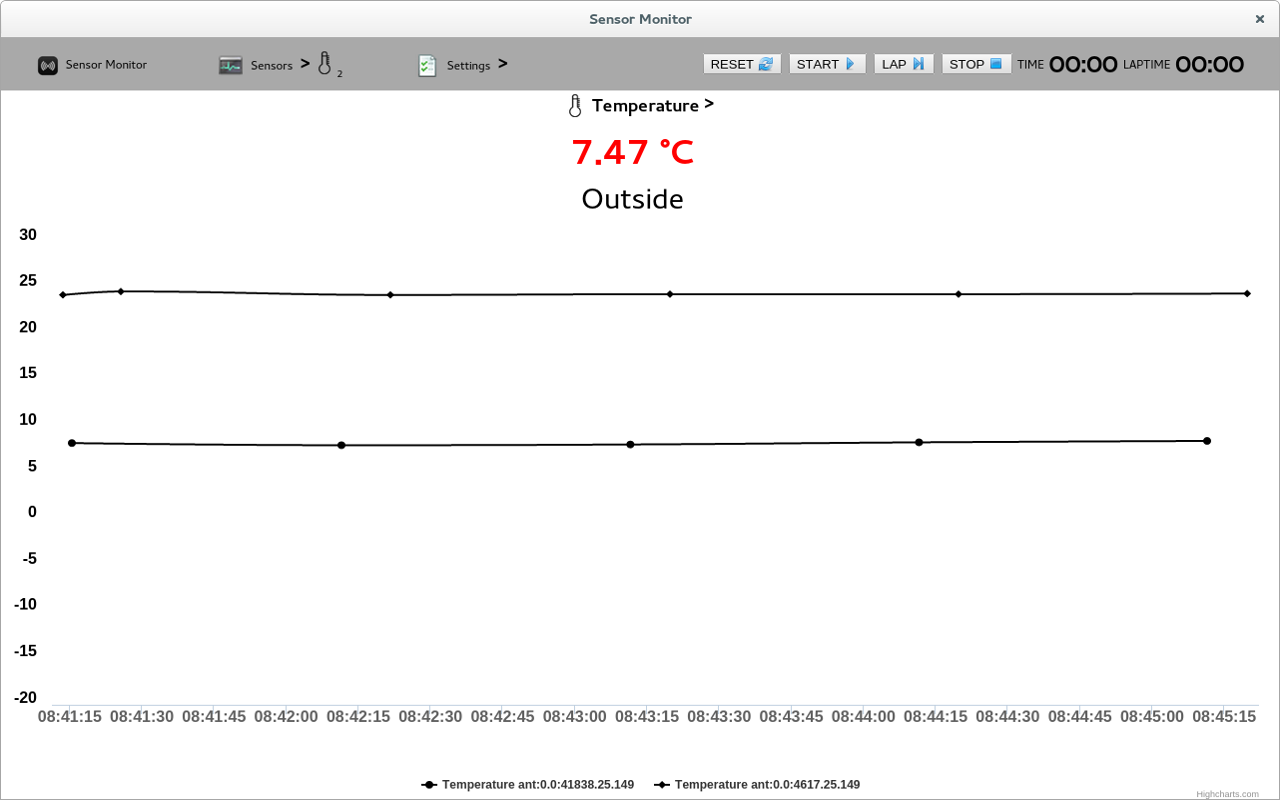 Sensor Monitor
×
Sensor Monitor Sensors > 2 Settings > RESET START LAP STOP TIME 00:00 LAPTIME 00:00
Temperature >
7.47 °C
Outside
30
25
20
15
10
5
0
-5
-10
-15
-20
08:41:15 08:41:30 08:41:45 08:42:00 08:42:15 08:42:30 08:42:45 08:43:00 08:43:15 08:43:30 08:43:45 08:44:00 08:44:15 08:44:30 08:44:45 08:45:00 08:45:15
Temperature ant:0.0:41838.25.149 Temperature ant:0.0:4617.25.149
Highcharts.com